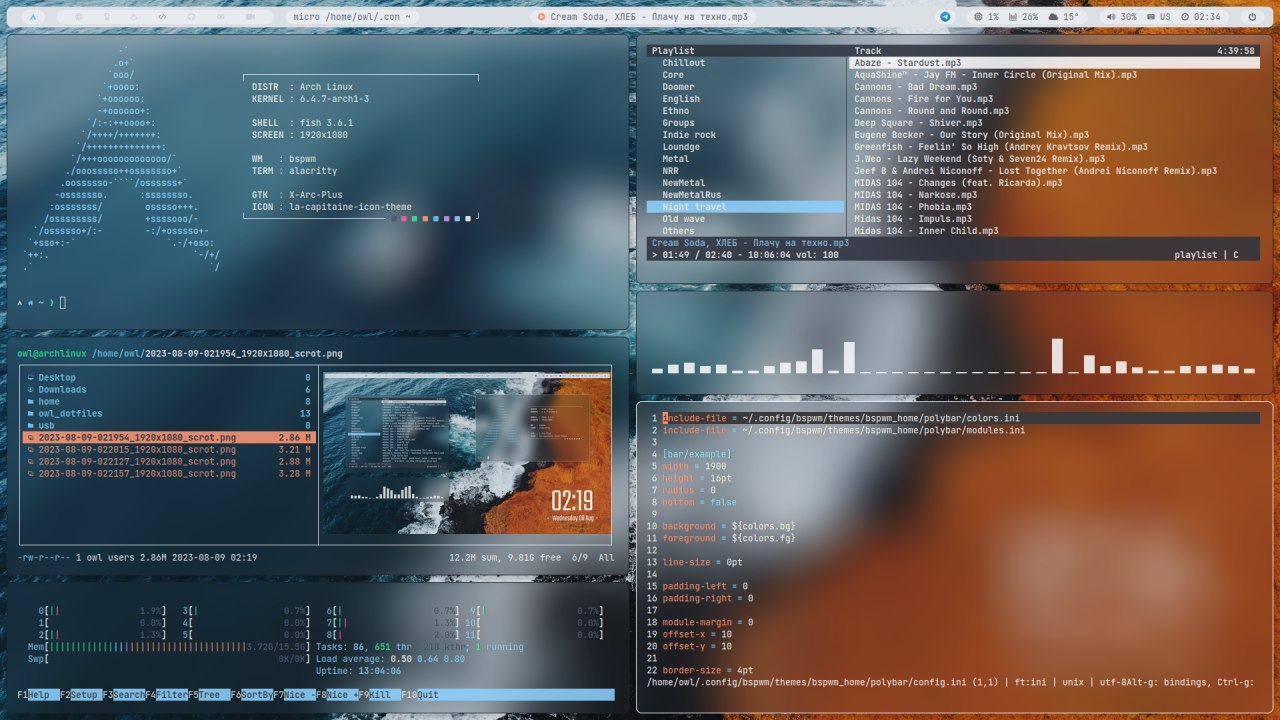 micro /home/owl/.con ~
Cream Soda, ХЛЕБ - Плачу на техно.mp3
1% 26% 15° 30% US 02:34
DISTR : Arch Linux
KERNEL : 6.4.7-arch1-3
SHELL : fish 3.6.1
SCREEN : 1920x1080
WM : bspwm
TERM : alacritty
GTK : X-Arc-Plus
ICON : la-capitaine-icon-theme
~ )
Playlist
Chillout
Core
Doomer
English
Ethno
Groups
Indie rock
Loundge
Metal
NRR
NewMetal
NewMetalRus
Night travel
Old wave
Others
Track 4:39:58
Abaze - Stardust.mp3
AquaShine™ - Jay FM - Inner Circle (Original Mix).mp3
Cannons - Bad Dream.mp3
Cannons - Fire for You.mp3
Cannons - Round and Round.mp3
Deep Square - Shiver.mp3
Eugene Becker - Our Story (Original Mix).mp3
Greenfish - Feelin' So High (Andrey Kravtsov Remix).mp3
J.Weo - Lazy Weekend (Soty & Seven24 Remix).mp3
Jeef B & Andrei Niconoff - Lost Together (Andrei Niconoff Remix).mp3
MIDAS 104 - Changes (feat. Ricarda).mp3
MIDAS 104 - Narkose.mp3
MIDAS 104 - Phobia.mp3
Midas 104 - Impuls.mp3
Midas 104 - Inner Child.mp3
Cream Soda, ХЛЕБ - Плачу на техно.mp3
> 01:49 / 02:40 - 10:06:04 vol: 100 playlist | C
owl@archlinux /home/owl/2023-08-09-021954_1920x1080_scrot.png
Desktop 0
Downloads 6
home 8
owl_dotfiles 13
usb 0
2023-08-09-021954_1920x1080_scrot.png 2.86 M
2023-08-09-022015_1920x1080_scrot.png 3.21 M
2023-08-09-022127_1920x1080_scrot.png 2.88 M
2023-08-09-022157_1920x1080_scrot.png 3.28 M
02:19
Wednesday 09 Aug
-rw-r--r-- 1 owl users 2.86M 2023-08-09 02:19 12.2M sum, 9.81G free 6/9 All
0[|| 1.9%] 3[| 0.7%] 6[| 0.7%] 9[| 0.7%]
1[ 0.0%] 4[ 0.0%] 7[|| 1.3%] 10[ 0.0%]
2[|| 1.3%] 5[ 0.0%] 8[| 2.0%] 11[ 0.0%]
Mem[ 3.72G/15.5G] Tasks: 86, 651 thr, 218 kthr; 1 running
Swp[ 0K/0K] Load average: 0.50 0.64 0.80
Uptime: 13:04:06
F1Help F2Setup F3SearchF4FilterF5Tree F6SortByF7Nice -F8Nice +F9Kill F10Quit
1 include-file = ~/.config/bspwm/themes/bspwm_home/polybar/colors.ini
2 include-file = ~/.config/bspwm/themes/bspwm_home/polybar/modules.ini
3
4 [bar/example]
5 width = 1900
6 height = 16pt
7 radius = 0
8 bottom = false
9
10 background = ${colors.bg}
11 foreground = ${colors.fg}
12
13 line-size = 0pt
14
15 padding-left = 0
16 padding-right = 0
17
18 module-margin = 0
19 offset-x = 10
20 offset-y = 10
21
22 border-size = 4pt
/home/owl/.config/bspwm/themes/bspwm_home/polybar/config.ini (1,1) | ft:ini | unix | utf-8Alt-g: bindings, Ctrl-g: